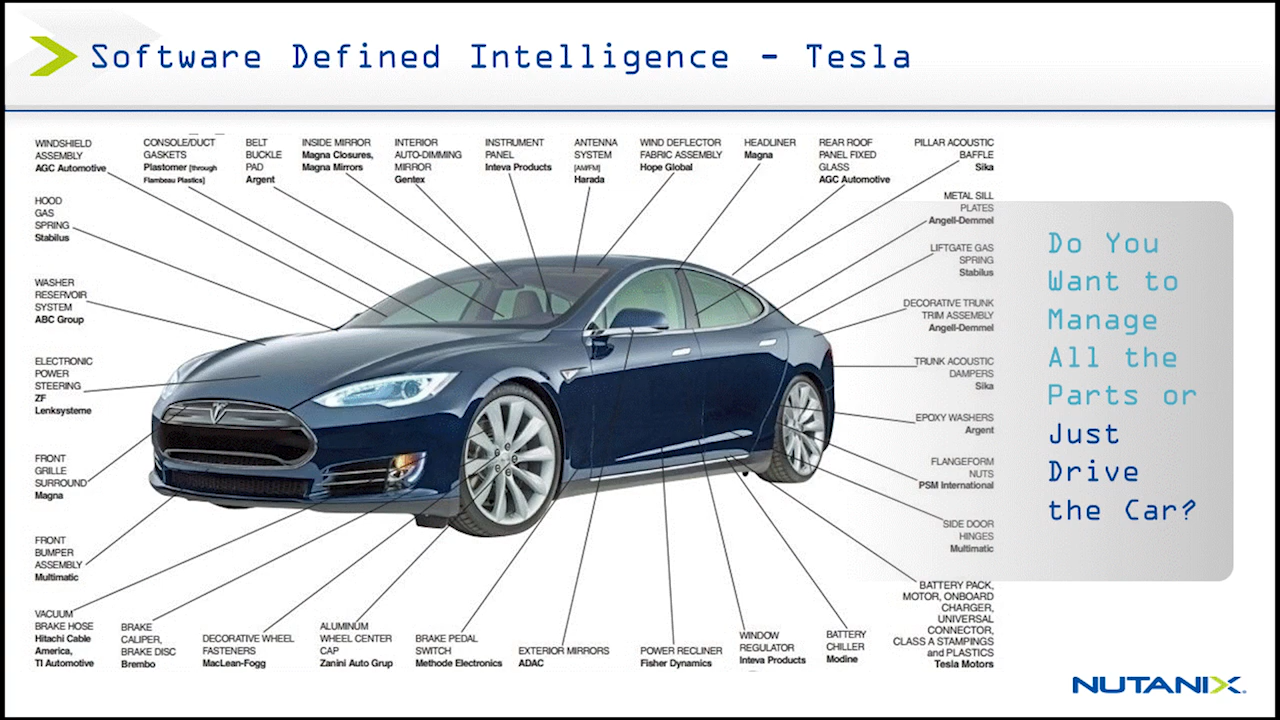 Software Defined Intelligence - Tesla
WINDSHIELD
ASSEMBLY
AGC Automotive
CONSOLE/DUCT
GASKETS
Plastomer [through
Flambeau Plastics]
BELT
BUCKLE
PAD
Argent
INSIDE MIRROR
Magna Closures,
Magna Mirrors
INTERIOR
AUTO-DIMMING
MIRROR
Gentex
INSTRUMENT
PANEL
Inteva Products
ANTENNA
SYSTEM
[AM/FM]
Harada
WIND DEFLECTOR
FABRIC ASSEMBLY
Hope Global
HEADLINER
Magna
REAR ROOF
PANEL FIXED
GLASS
AGC Automotive
PILLAR ACOUSTIC
BAFFLE
Sika
HOOD
GAS
SPRING
Stabilus
WASHER
RESERVOIR
SYSTEM
ABC Group
ELECTRONIC
POWER
STEERING
ZF
Lenksysteme
FRONT
GRILLE
SURROUND
Magna
FRONT
BUMPER
ASSEMBLY
Multimatic
VACUUM
BRAKE HOSE
Hitachi Cable
America,
TI Automotive
BRAKE
CALIPER,
BRAKE DISC
Brembo
DECORATIVE WHEEL
FASTENERS
MacLean-Fogg
ALUMINUM
WHEEL CENTER
CAP
Zanini Auto Grup
BRAKE PEDAL
SWITCH
Methode Electronics
EXTERIOR MIRRORS
ADAC
POWER RECLINER
Fisher Dynamics
WINDOW
REGULATOR
Inteva Products
BATTERY
CHILLER
Modine
METAL SILL
PLATES
Angell-Demmel
LIFTGATE GAS
SPRING
Stabilus
DECORATIVE TRUNK
TRIM ASSEMBLY
Angell-Demmel
TRUNK ACOUSTIC
DAMPERS
Sika
EPOXY WASHERS
Argent
FLANGEFORM
NUTS
PSM International
SIDE DOOR
HINGES
Multimatic
BATTERY PACK,
MOTOR, ONBOARD
CHARGER,
UNIVERSAL
CONNECTOR,
CLASS A STAMPINGS
and PLASTICS
Tesla Motors
Do You
Want to
Manage
All the
Parts or
Just
Drive
the Car?
NUTANIX